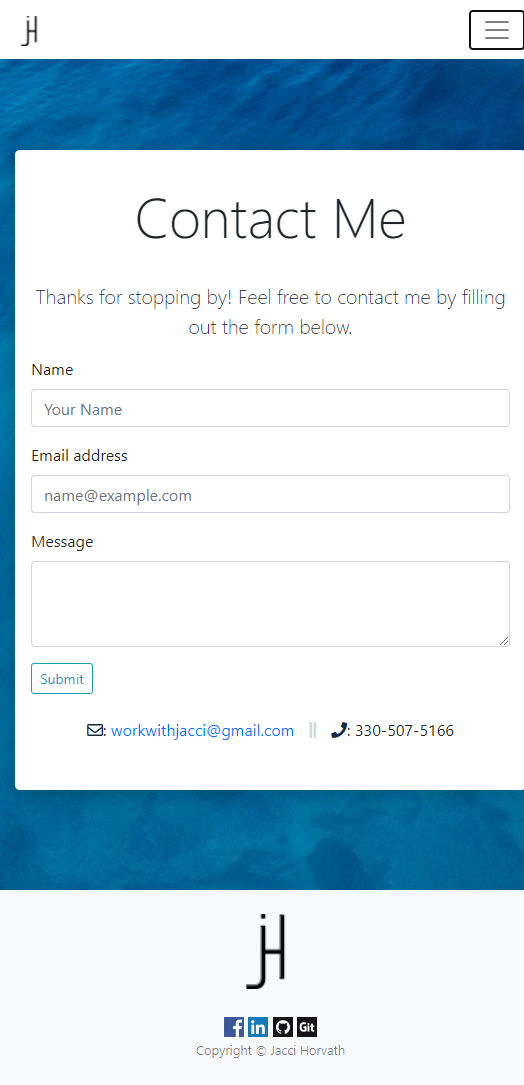 jH
Contact Me
Thanks for stopping by! Feel free to contact me by filling
out the form below.
Name
Your Name
Email address
name@example.com
Message
Submit
: workwithjacci@gmail.com || : 330-507-5166
jH
f in Git
Copyright © Jacci Horvath